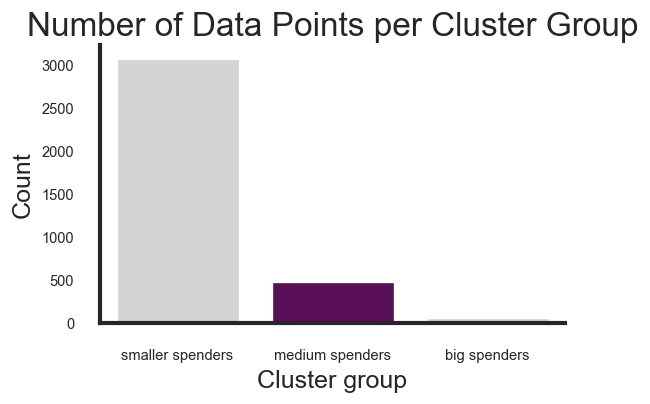 Number of Data Points per Cluster Group
3000
2500
2000
1500
1000
500
0
Count
smaller spenders medium spenders big spenders
Cluster group